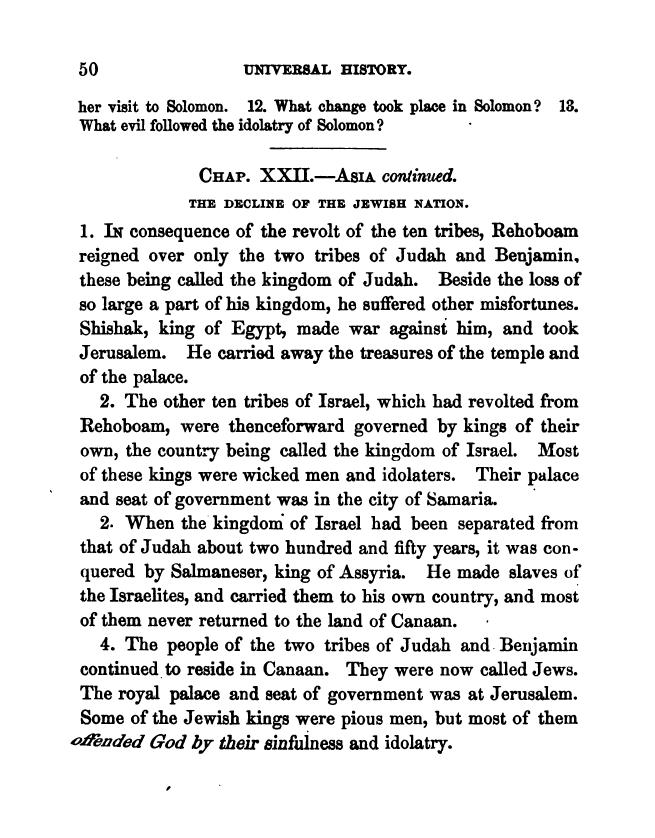 50 UNIVERSAL HISTORY.
her visit to Solomon. 12. What change took place in Solomon? 13.
What evil followed the idolatry of Solomon?
CHAP. XXII.—ASIA continued.
THE DECLINE OF THE JEWISH NATION.
1. IN consequence of the revolt of the ten tribes, Rehoboam
reigned over only the two tribes of Judah and Benjamin,
these being called the kingdom of Judah. Beside the loss of
so large a part of his kingdom, he suffered other misfortunes.
Shishak, king of Egypt, made war against him, and took
Jerusalem. He carried away the treasures of the temple and
of the palace.
2. The other ten tribes of Israel, which had revolted from
Rehoboam, were thenceforward governed by kings of their
own, the country being called the kingdom of Israel. Most
of these kings were wicked men and idolaters. Their palace
and seat of government was in the city of Samaria.
2. When the kingdom of Israel had been separated from
that of Judah about two hundred and fifty years, it was con-
quered by Salmaneser, king of Assyria. He made slaves of
the Israelites, and carried them to his own country, and most
of them never returned to the land of Canaan.
4. The people of the two tribes of Judah and Benjamin
continued to reside in Canaan. They were now called Jews.
The royal palace and seat of government was at Jerusalem.
Some of the Jewish kings were pious men, but most of them
offended God by their sinfulness and idolatry.